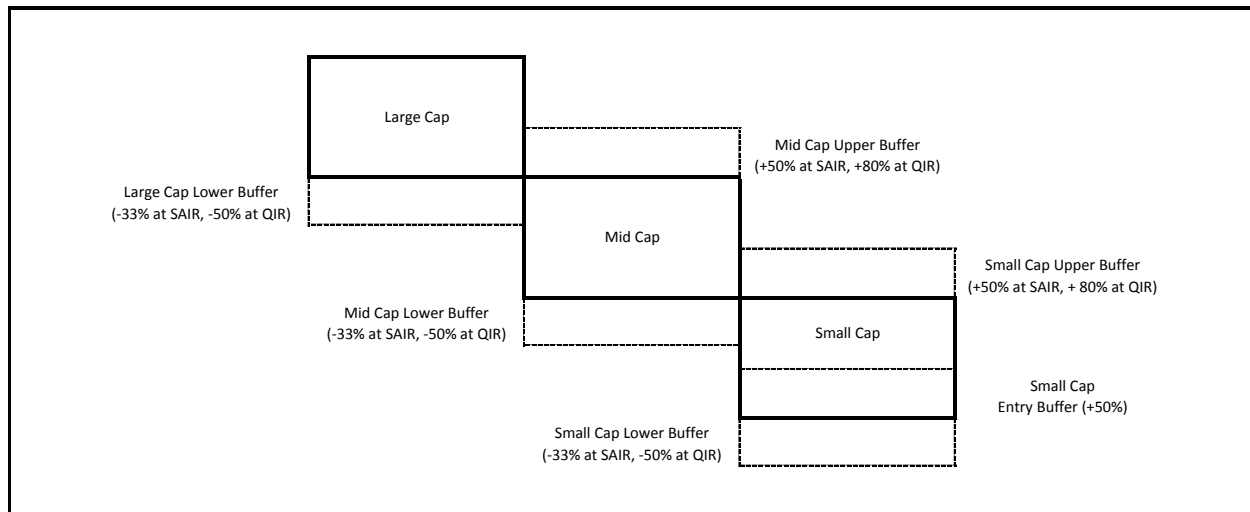 Large Cap
Mid Cap Upper Buffer
(+50% at SAIR, +80% at QIR)
Large Cap Lower Buffer
(-33% at SAIR, -50% at QIR)
Mid Cap
Small Cap Upper Buffer
(+50% at SAIR, + 80% at QIR)
Mid Cap Lower Buffer
(-33% at SAIR, -50% at QIR)
Small Cap
Small Cap
Entry Buffer (+50%)
Small Cap Lower Buffer
(-33% at SAIR, -50% at QIR)